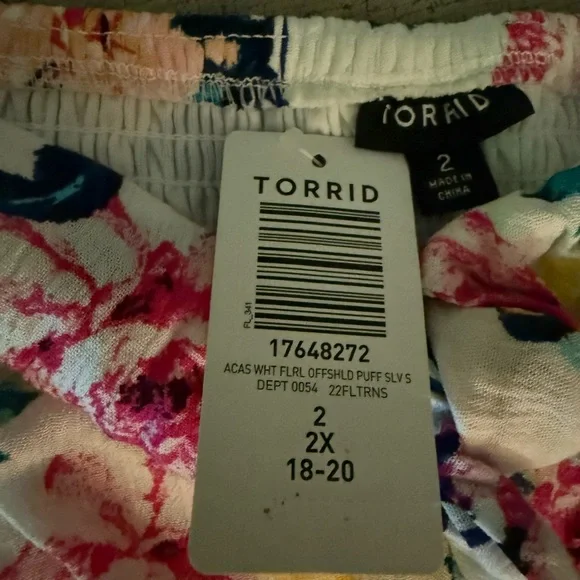 TORRID
2
MADE IN
CHINA
TORRID
FL_341
17648272
ACAS WHT FLRL OFFSHLD PUFF SLV S
DEPT 0054 22FLTRNS
2
2X
18-20